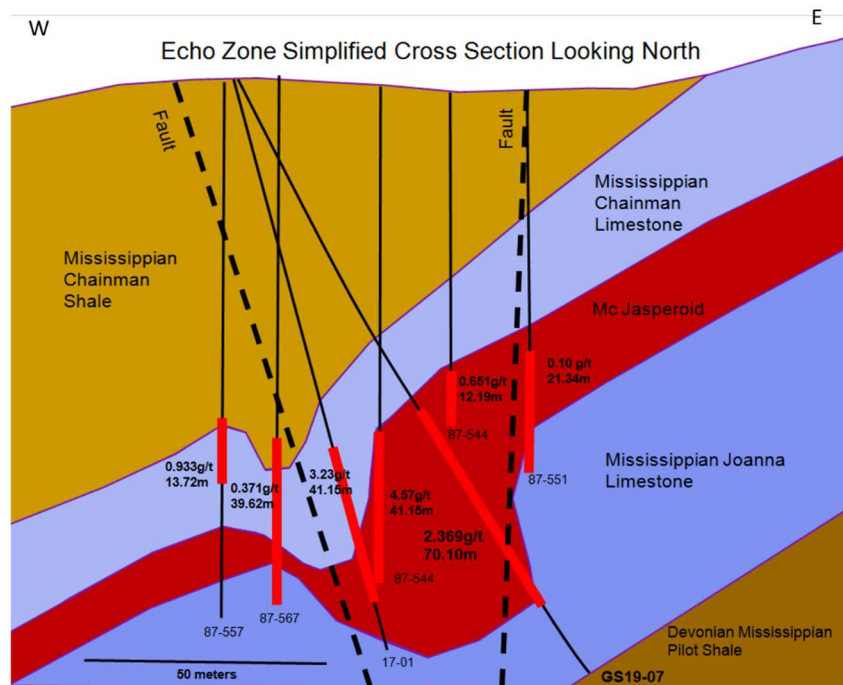 W
E
Echo Zone Simplified Cross Section Looking North
Fault
Fault
Mississippian
Chainman
Limestone
Mississippian
Chainman
Shale
Mc Jasperoid
0.10 g/t
21.34m
0.651g/t
12.19m
87-544
Mississippian Joanna
Limestone
87-551
0.933g/t
13.72m
0.371g/t
39.62m
3.23g/t
41.15m
4.57g/t
41.15m
2.369g/t
70.10m
87-544
87-557
87-567
17-01
Devonian Mississippian
Pilot Shale
50 meters
GS19-07